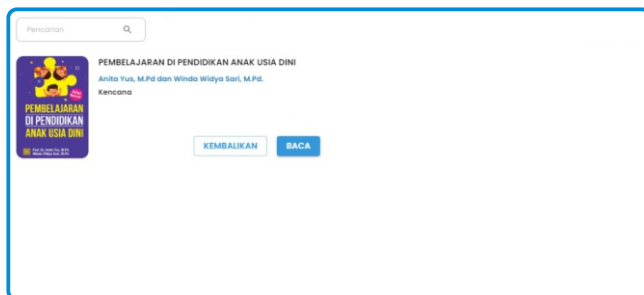 Pencarian
PEMBELAJARAN DI PENDIDIKAN ANAK USIA DINI
Anita Yus, M.Pd dan Winda Widya Sari, M.Pd.
Kencana
PEMBELAJARAN
DI PENDIDIKAN
ANAK USIA DINI
KEMBALIKAN
BACA